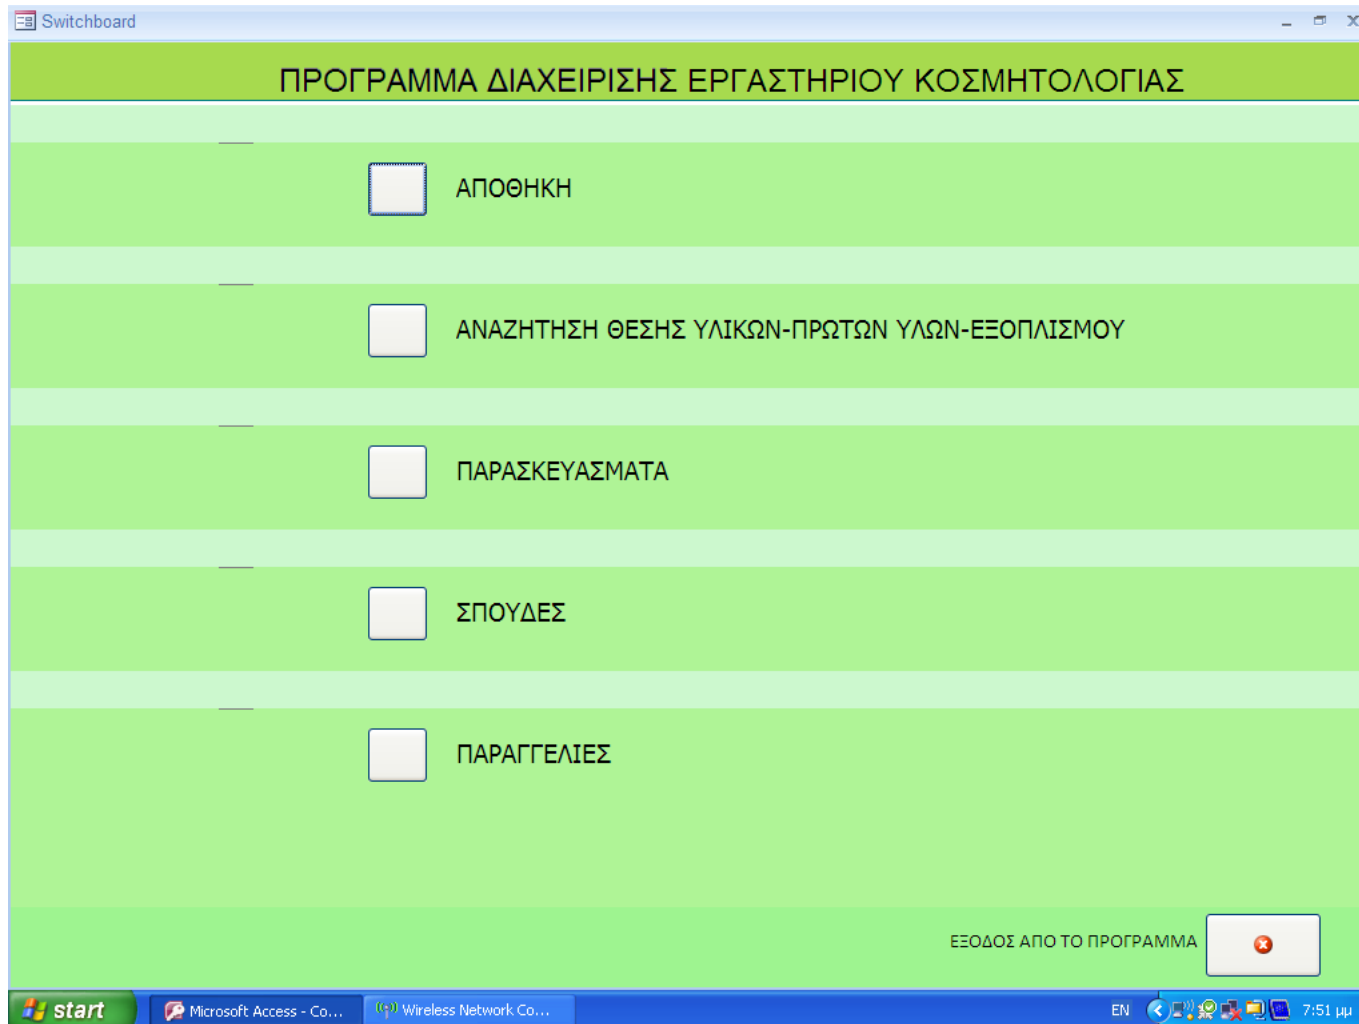 Switchboard
ΠΡΟΓΡΑΜΜΑ ΔΙΑΧΕΙΡΙΣΗΣ ΕΡΓΑΣΤΗΡΙΟΥ ΚΟΣΜΗΤΟΛΟΓΙΑΣ
ΑΠΟΘΗΚΗ
ΑΝΑΖΗΤΗΣΗ ΘΕΣΗΣ ΥΛΙΚΩΝ-ΠΡΩΤΩΝ ΥΛΩΝ-ΕΞΟΠΛΙΣΜΟΥ
ΠΑΡΑΣΚΕΥΑΣΜΑΤΑ
ΣΠΟΥΔΕΣ
ΠΑΡΑΓΓΕΛΙΕΣ
ΕΞΟΔΟΣ ΑΠΟ ΤΟ ΠΡΟΓΡΑΜΜΑ
start Microsoft Access - Co... Wireless Network Co... EN 7:51 μμ